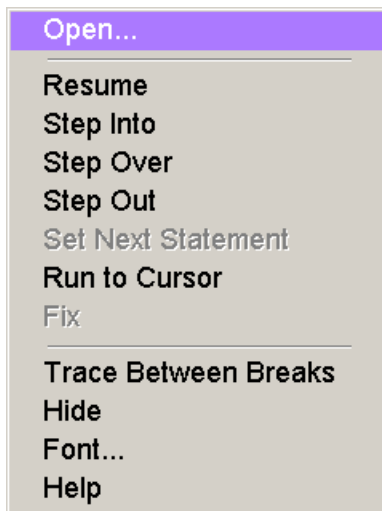 Open...
Resume
Step Into
Step Over
Step Out
Set Next Statement
Run to Cursor
Fix
Trace Between Breaks
Hide
Font...
Help